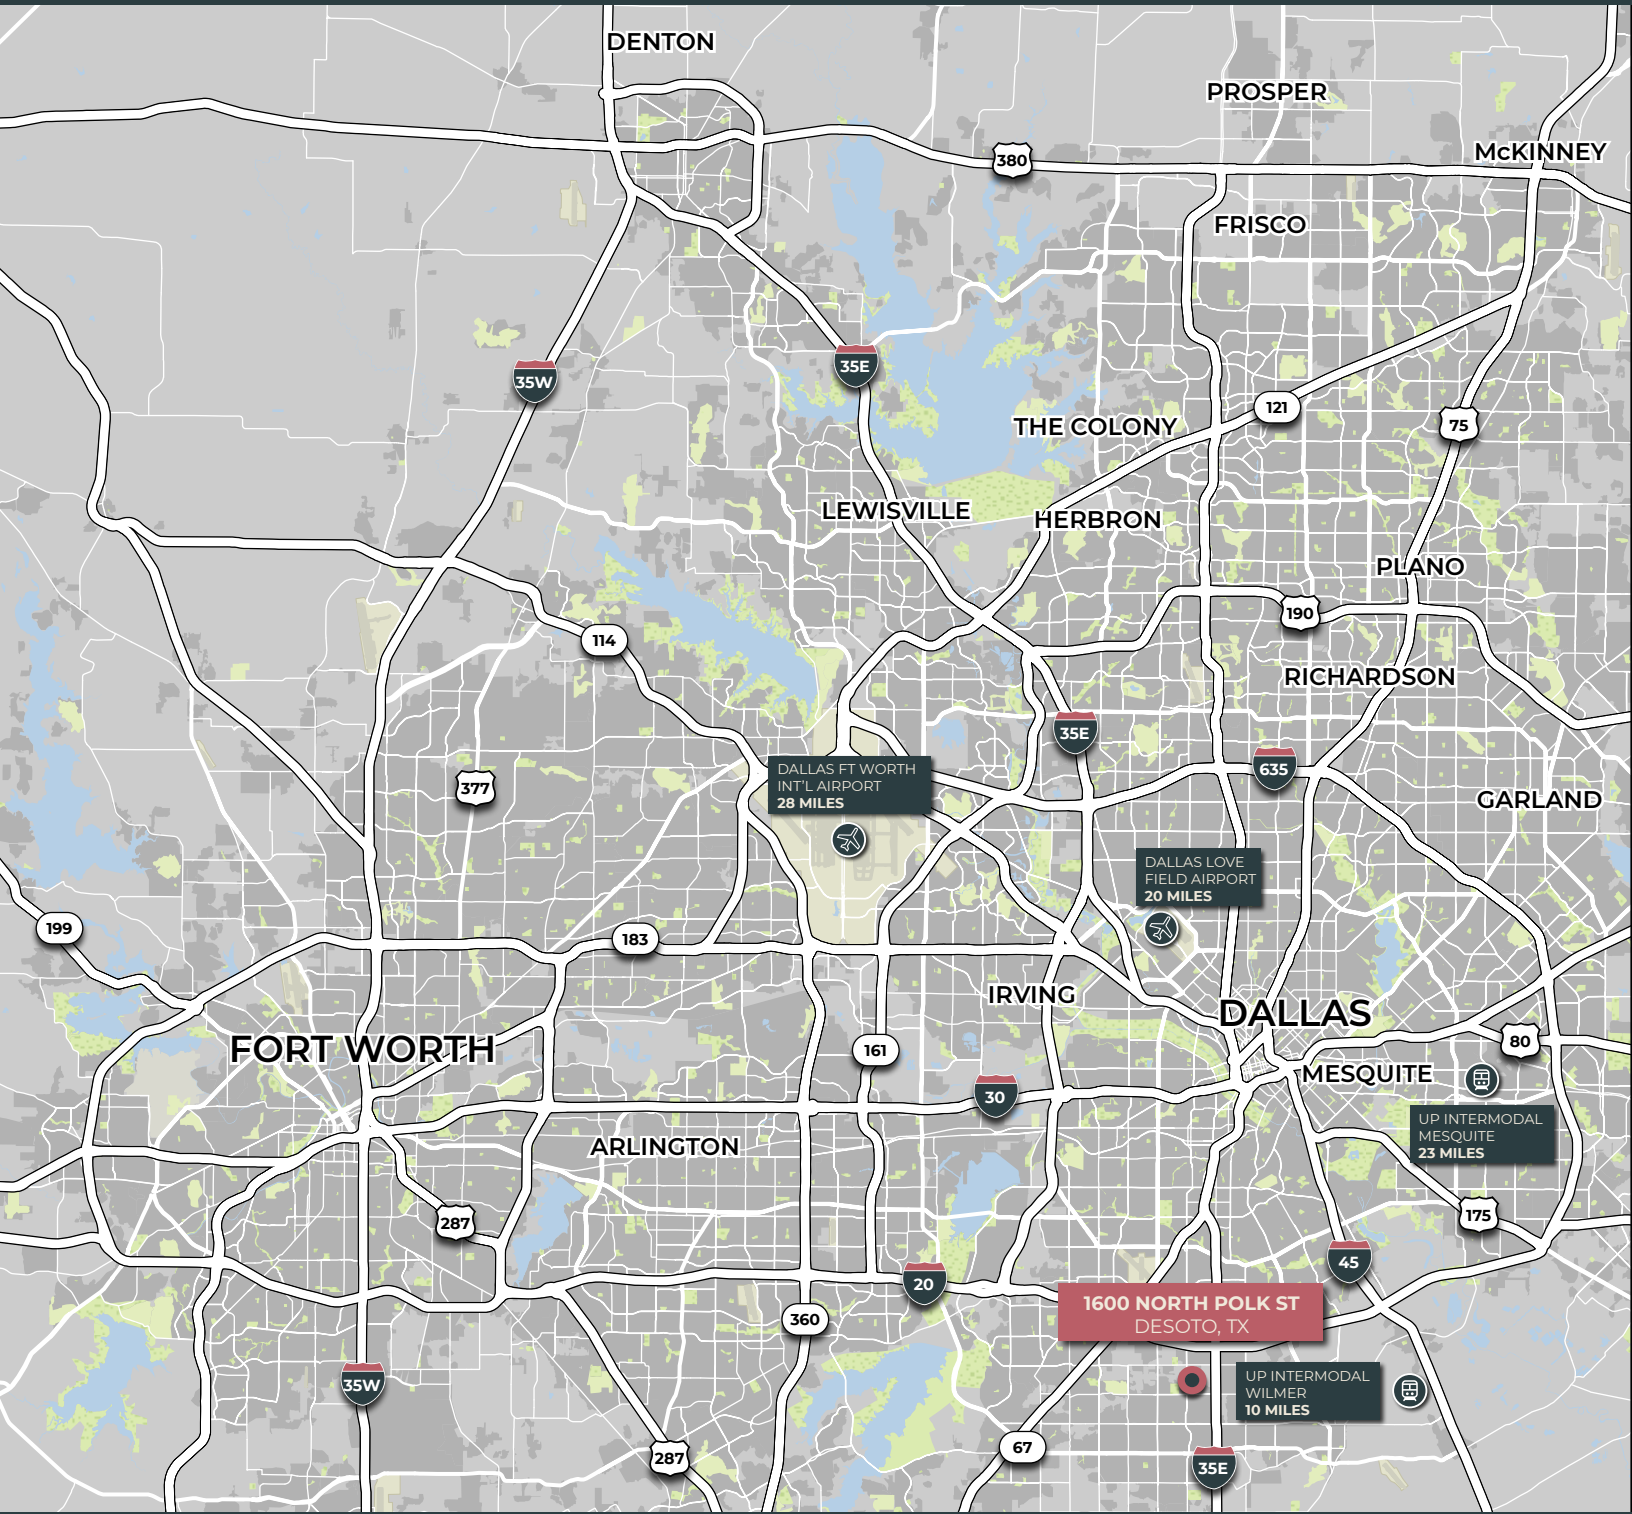 DENTON
PROSPER
McKINNEY
380
FRISCO
35E
35W
121
75
THE COLONY
LEWISVILLE
HERBRON
PLANO
190
114
RICHARDSON
35E
635
377
DALLAS FT WORTH
INT'L AIRPORT
28 MILES
GARLAND
DALLAS LOVE
FIELD AIRPORT
20 MILES
199
183
IRVING
DALLAS
FORT WORTH
161
80
MESQUITE
30
UP INTERMODAL
MESQUITE
23 MILES
ARLINGTON
287
175
45
20
1600 NORTH POLK ST
DESOTO, TX
360
35W
UP INTERMODAL
WILMER
10 MILES
67
287
35E